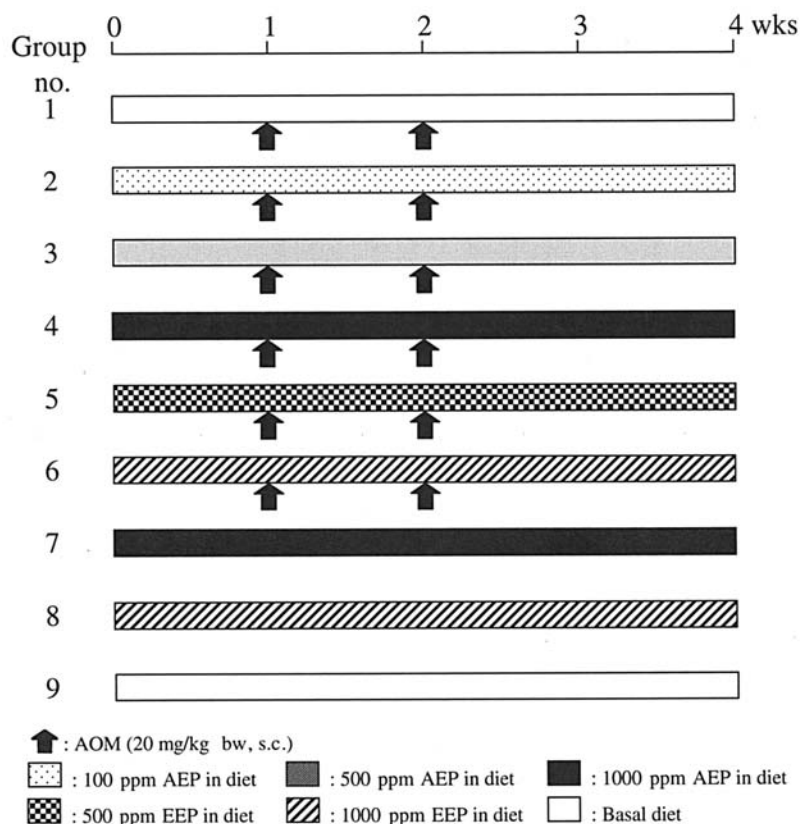 0 1 2 3 4 wks
Group
no.
1
2
3
4
5
6
7
8
9
: AOM (20 mg/kg bw, s.c.)
: 100 ppm AEP in diet : 500 ppm AEP in diet : 1000 ppm AEP in diet
: 500 ppm EEP in diet : 1000 ppm EEP in diet : Basal diet